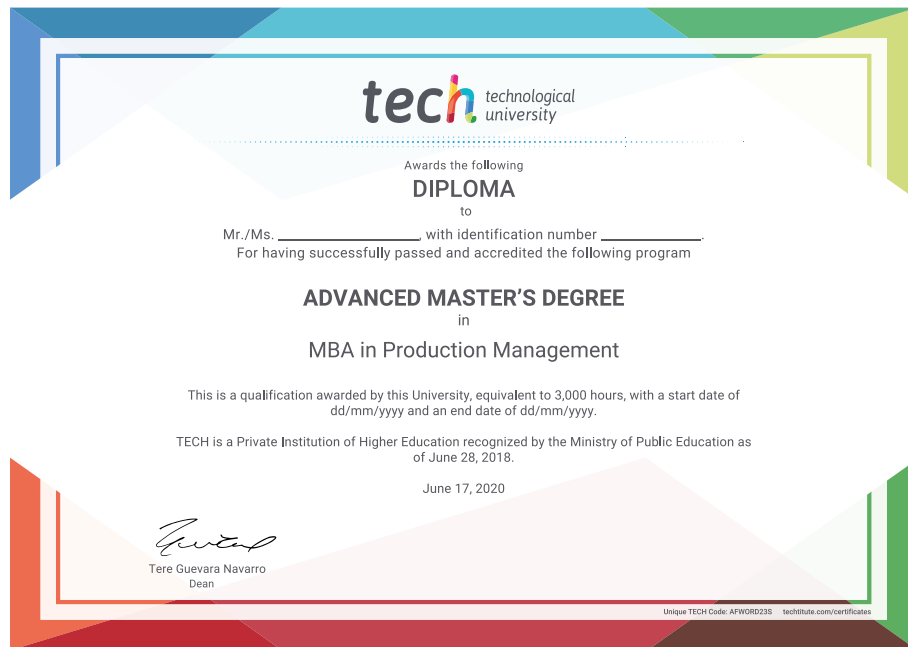 tech technological
university
Awards the following
DIPLOMA
to
Mr./Ms. ____________________, with identification number ______________.
For having successfully passed and accredited the following program
ADVANCED MASTER’S DEGREE
in
MBA in Production Management
This is a qualification awarded by this University, equivalent to 3,000 hours, with a start date of
dd/mm/yyyy and an end date of dd/mm/yyyy.
TECH is a Private Institution of Higher Education recognized by the Ministry of Public Education as
of June 28, 2018.
June 17, 2020
Tere Guevara Navarro
Dean
Unique TECH Code: AFWORD23S techtitute.com/certificates